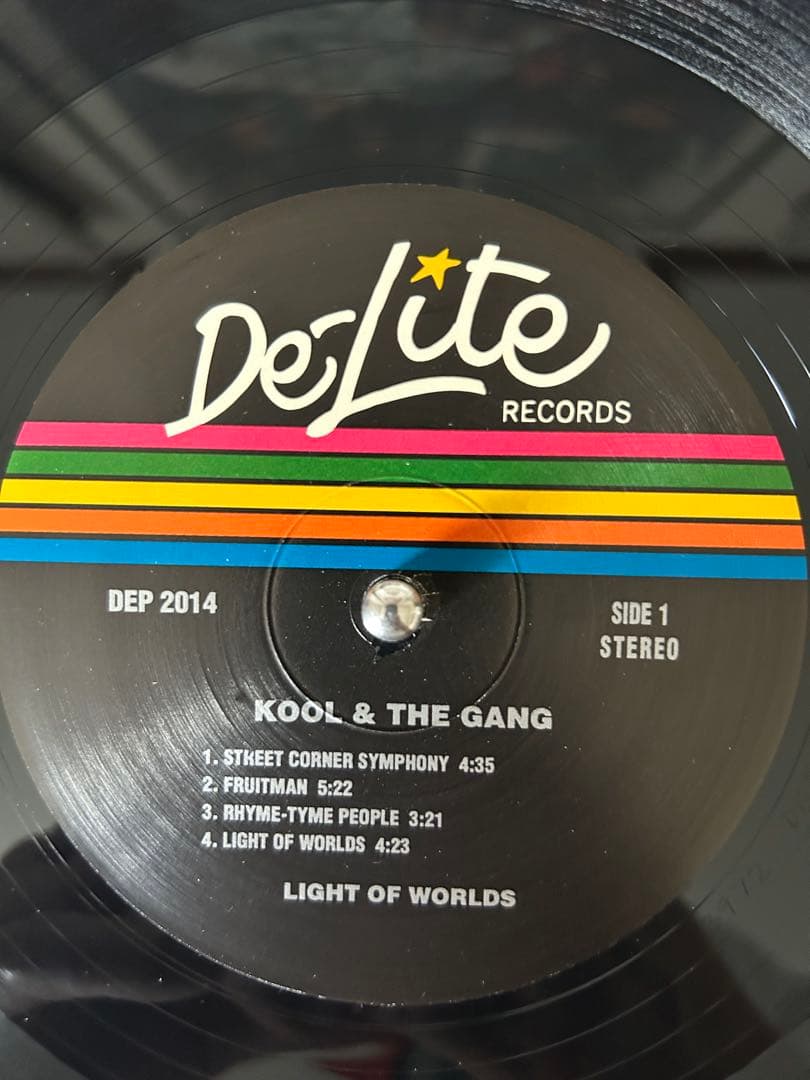 De-Lite
RECORDS
DEP 2014
SIDE 1
STEREO
KOOL & THE GANG
1. STREET CORNER SYMPHONY 4:35
2. FRUITMAN 5:22
3. RHYME-TYME PEOPLE 3:21
4. LIGHT OF WORLDS 4:23
LIGHT OF WORLDS